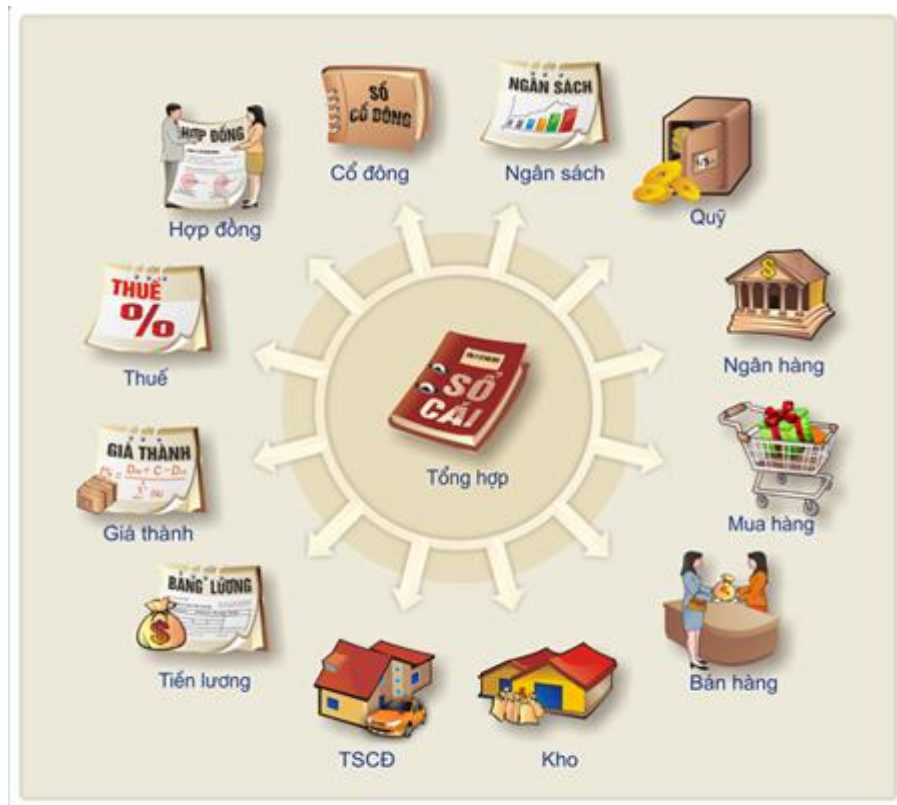 SỔ
CỔ ĐÔNG
Cổ đông
NGÂN SÁCH
Ngân sách
HỢP ĐỒNG
Hợp đồng
Quỹ
THUẾ
%
Thuế
$
Ngân hàng
SỔ
CÁI
Tổng hợp
GIÁ THÀNH
Giá thành
Mua hàng
BẢNG LƯƠNG
$
Tiền lương
$
Bán hàng
TSCĐ
Kho